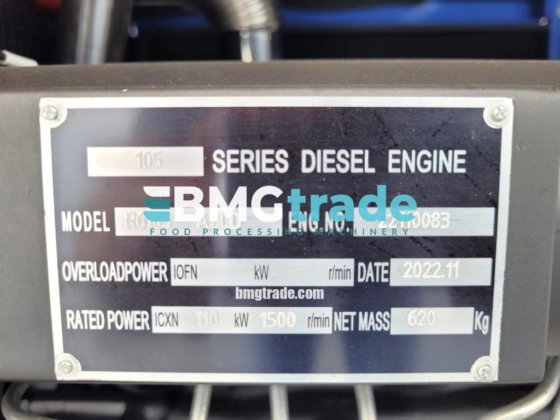 105 SERIES DIESEL ENGINE
BMGtrade
MODEL ENG.NO. 22110083
FOOD PROCESSING MACHINERY
OVERLOADPOWER IOFN kW r/min DATE 2022.11
bmgtrade.com
RATED POWER ICXN 110 kW 1500 r/min NET MASS 620 Kg